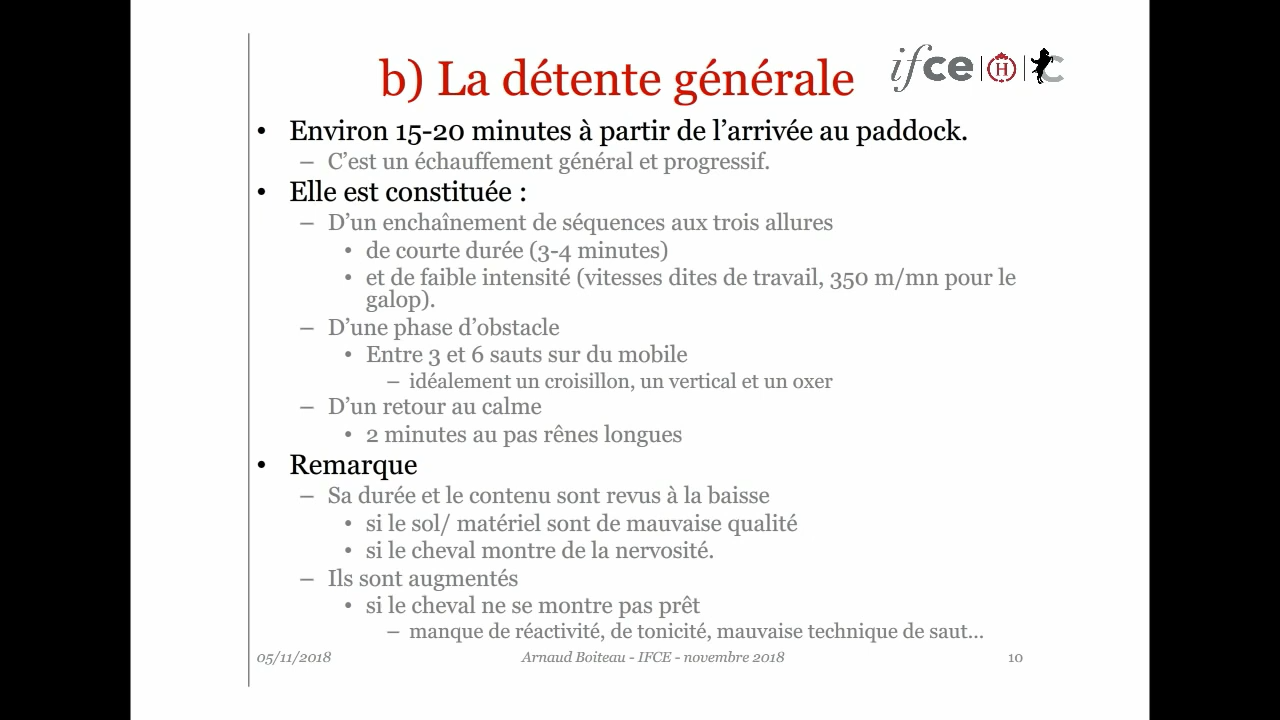 b) La détente générale
ifce | H |
• Environ 15-20 minutes à partir de l’arrivée au paddock.
– C’est un échauffement général et progressif.
• Elle est constituée :
– D’un enchaînement de séquences aux trois allures
• de courte durée (3-4 minutes)
• et de faible intensité (vitesses dites de travail, 350 m/mn pour le
galop).
– D’une phase d’obstacle
• Entre 3 et 6 sauts sur du mobile
– idéalement un croisillon, un vertical et un oxer
– D’un retour au calme
• 2 minutes au pas rênes longues
• Remarque
– Sa durée et le contenu sont revus à la baisse
• si le sol/ matériel sont de mauvaise qualité
• si le cheval montre de la nervosité.
– Ils sont augmentés
• si le cheval ne se montre pas prêt
– manque de réactivité, de tonicité, mauvaise technique de saut...
05/11/2018 Arnaud Boiteau - IFCE - novembre 2018 10